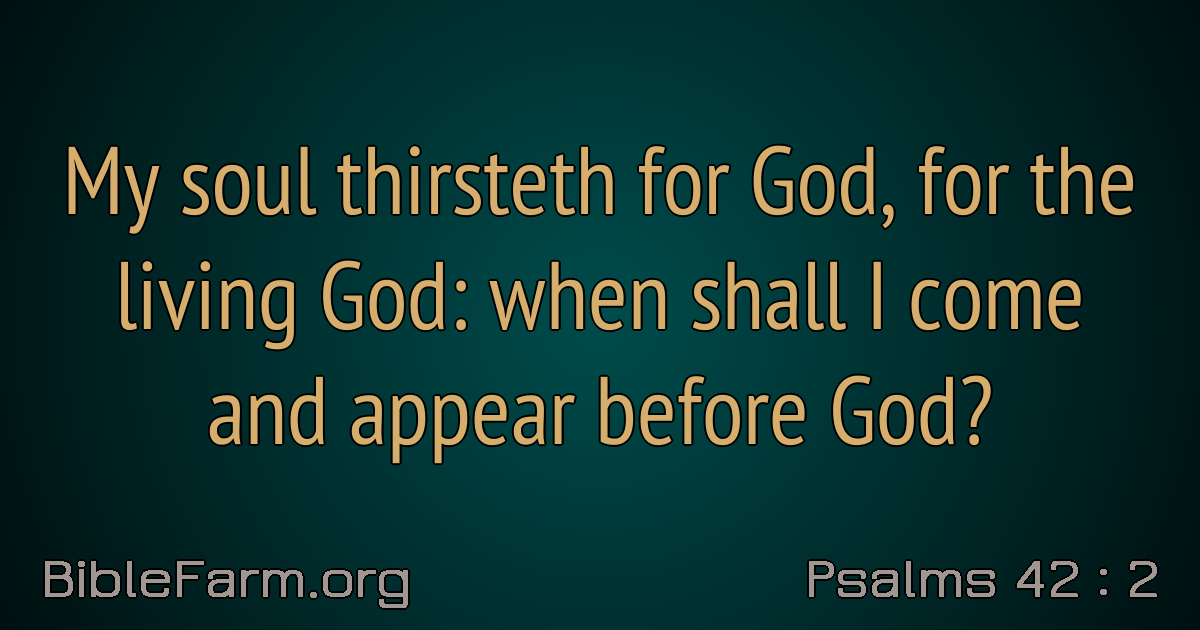 My soul thirsteth for God, for the
living God: when shall I come
and appear before God?
BibleFarm.org
Psalms 42 : 2